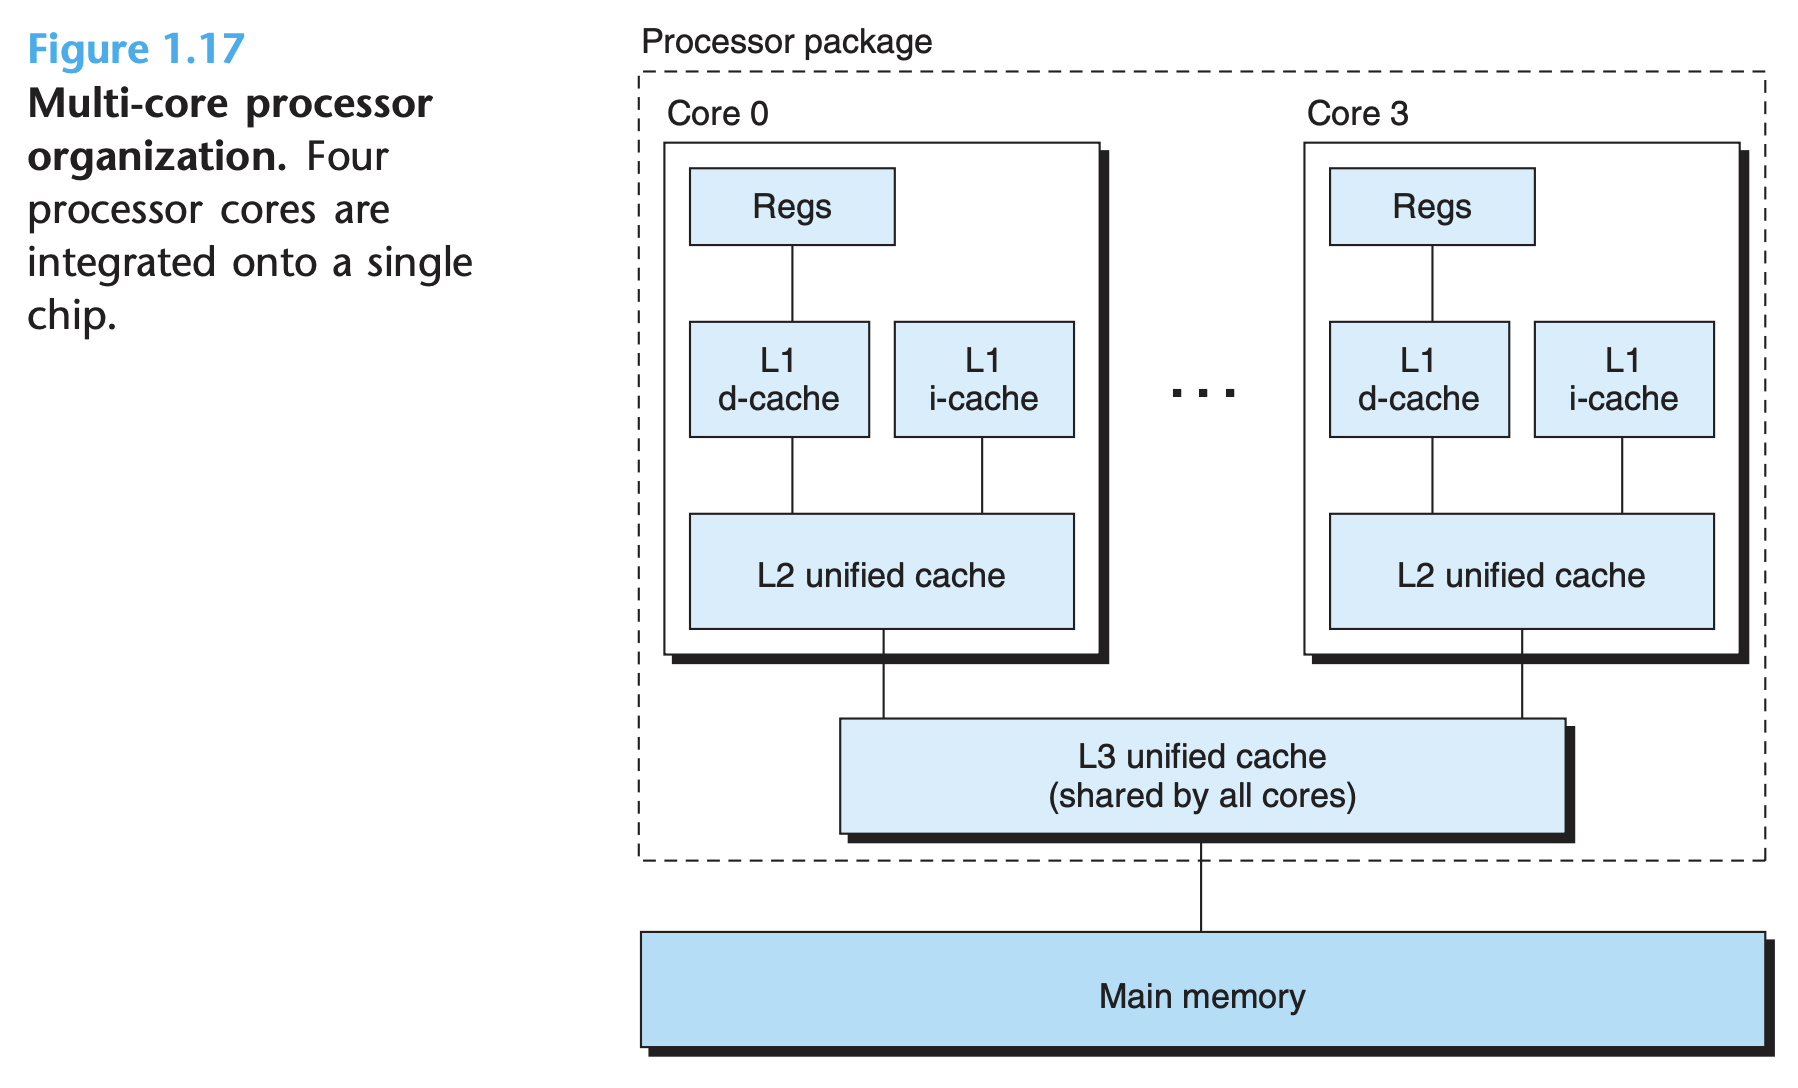 Figure 1.17
Multi-core processor
organization. Four
processor cores are
integrated onto a single
chip.
Processor package
Core 0
Regs
L1
d-cache
L1
i-cache
L2 unified cache
...
Core 3
Regs
L1
d-cache
L1
i-cache
L2 unified cache
L3 unified cache
(shared by all cores)
Main memory